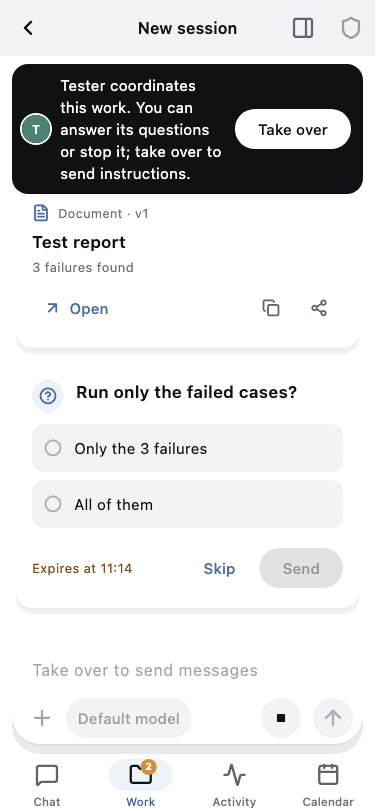 New session
T
Tester coordinates
this work. You can
answer its questions
or stop it; take over to
send instructions.
Take over
Document · v1
Test report
3 failures found
Open
Run only the failed cases?
Only the 3 failures
All of them
Expires at 11:14
Skip
Send
Take over to send messages
Default model
2
Chat
Work
Activity
Calendar